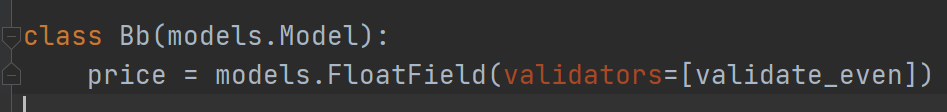 class Bb(models.Model):
    price = models.FloatField(validators=[validate_even])